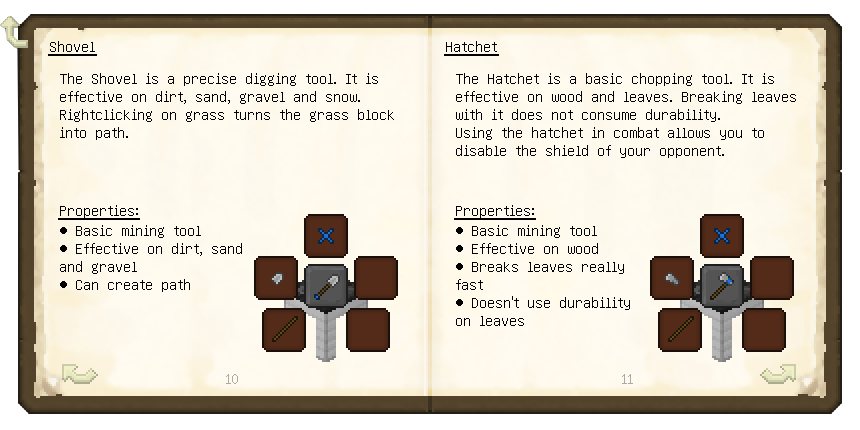 Shovel
The Shovel is a precise digging tool. It is
effective on dirt, sand, gravel and snow.
Rightclicking on grass turns the grass block
into path.
Properties:
• Basic mining tool
• Effective on dirt, sand
and gravel
• Can create path
10
Hatchet
The Hatchet is a basic chopping tool. It is
effective on wood and leaves. Breaking leaves
with it does not consume durability.
Using the hatchet in combat allows you to
disable the shield of your opponent.
Properties:
• Basic mining tool
• Effective on wood
• Breaks leaves really
fast
• Doesn't use durability
on leaves
11